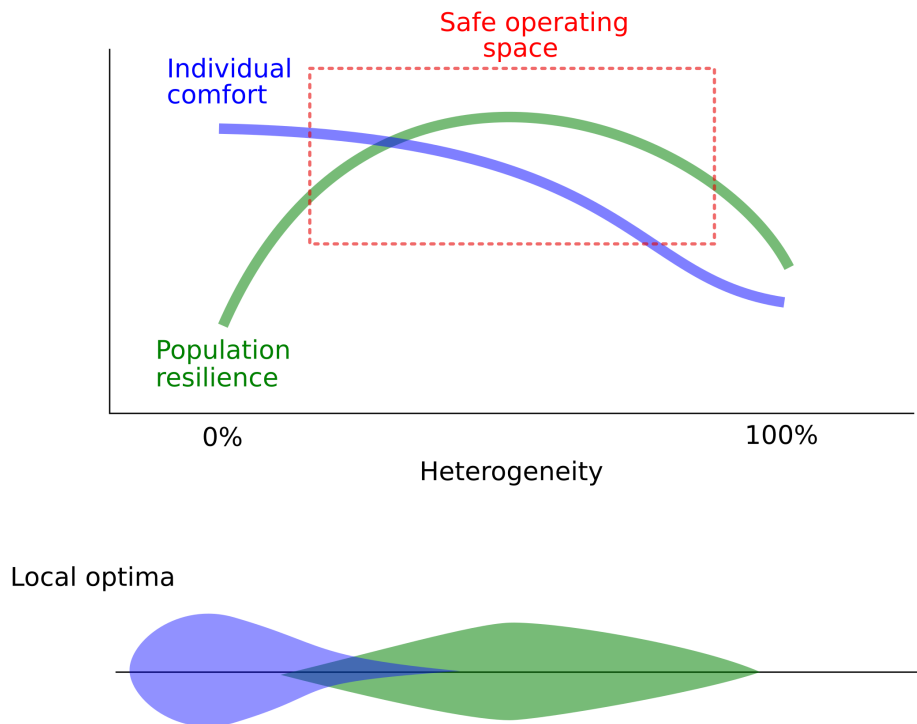 Safe operating
space
Individual
comfort
Population
resilience
0%
100%
Heterogeneity
Local optima